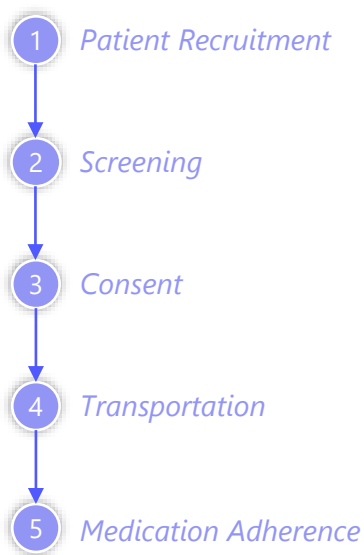 1 Patient Recruitment
2 Screening
3 Consent
4 Transportation
5 Medication Adherence